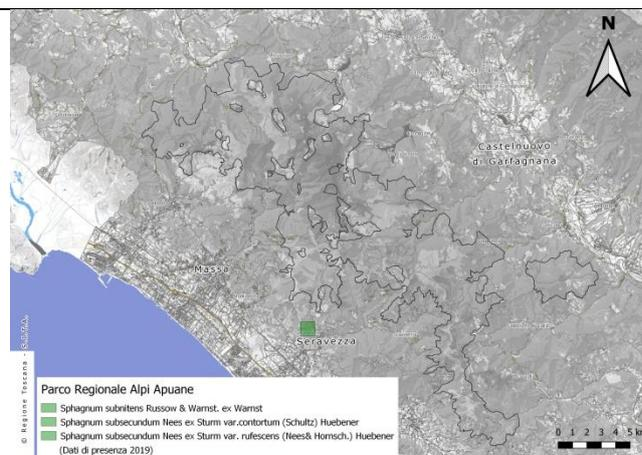 N
Castelnuovo
di Garfagnana
Massa
Seravezza
© Regione Toscana - S.I.T.A.
Parco Regionale Alpi Apuane
Sphagnum subnitens Russow & Warnst. ex Warnst
Sphagnum subsecundum Nees ex Sturm var.contortum (Schultz) Huebener
Sphagnum subsecundum Nees ex Sturm var. rufescens (Nees& Hornsch.) Huebener
(Dati di presenza 2019)
0 1 2 3 4 5 km